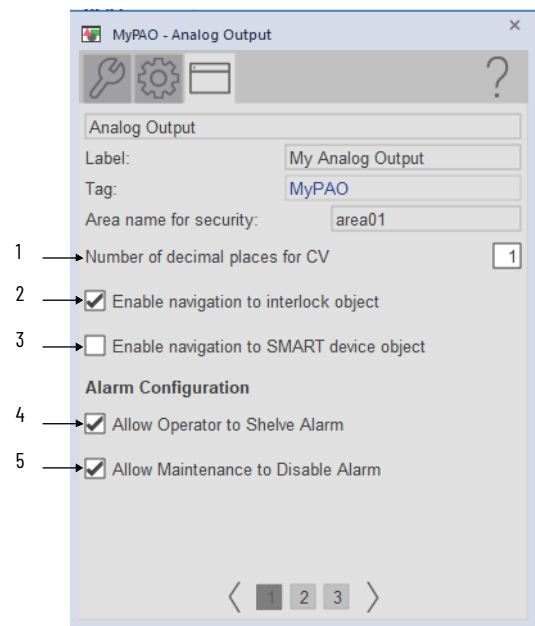 MyPAO - Analog Output
×
?
Analog Output
Label: My Analog Output
Tag: MyPAO
Area name for security: area01
1 Number of decimal places for CV 1
2 Enable navigation to interlock object
3 Enable navigation to SMART device object
Alarm Configuration
4 Allow Operator to Shelve Alarm
5 Allow Maintenance to Disable Alarm
1 2 3